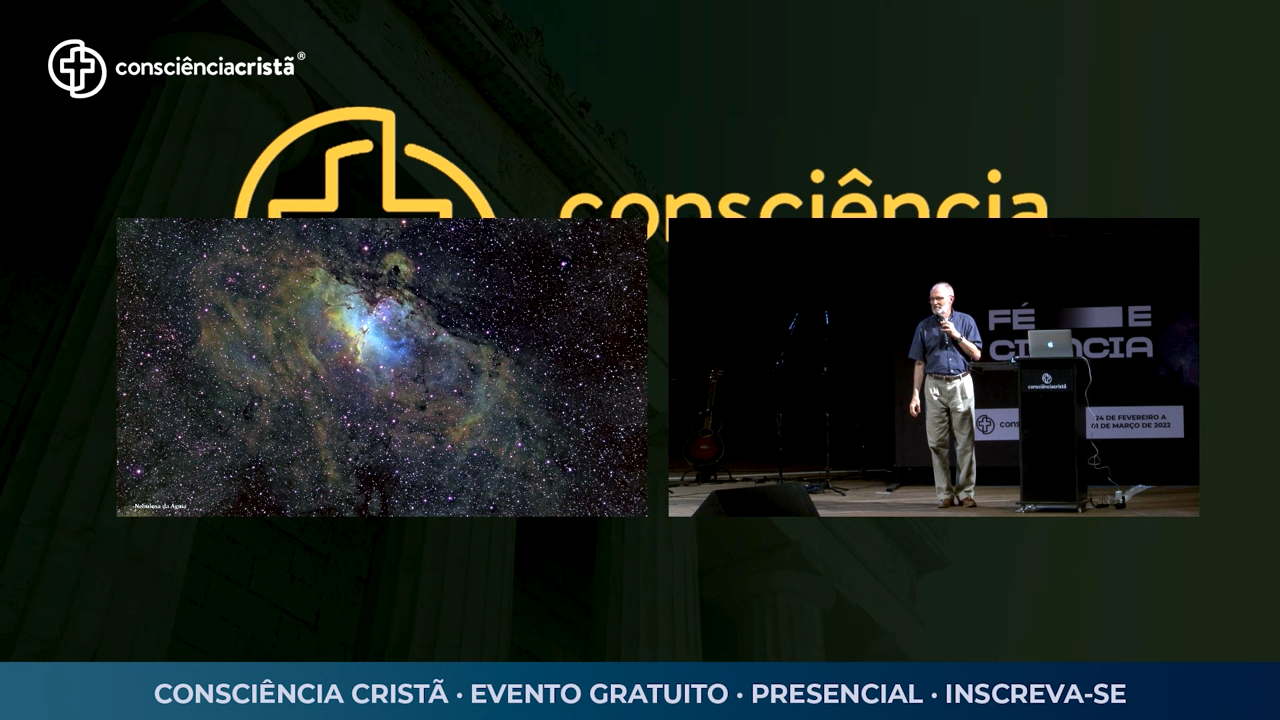 consciênciacristã®
consciência
Nebulosa da Águia
FÉ E
CIÊNCIA
consciênciacristã
24 DE FEVEREIRO A
01 DE MARÇO DE 2022
CONSCIÊNCIA CRISTÃ · EVENTO GRATUITO · PRESENCIAL · INSCREVA-SE